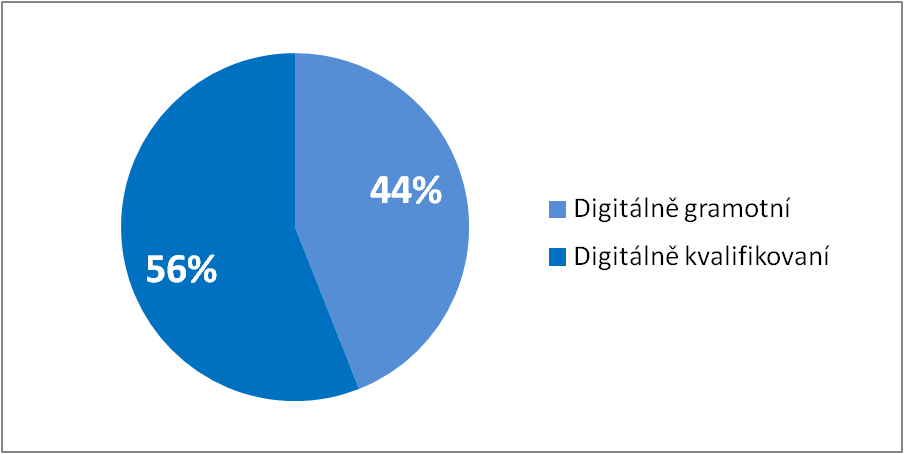 44%
56%
Digitálně gramotní
Digitálně kvalifikovaní